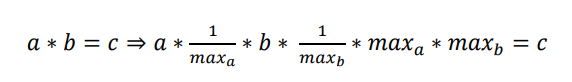 a * b = c ⇒ a * 1/max_a * b * 1/max_b * max_a * max_b = c